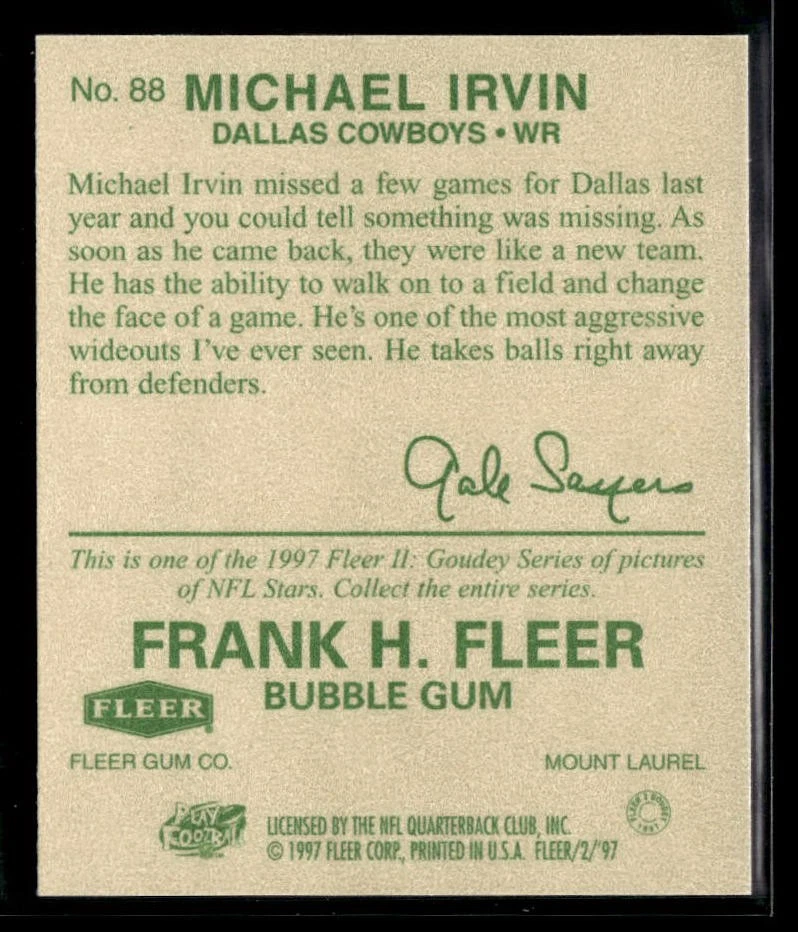 No. 88 MICHAEL IRVIN
DALLAS COWBOYS • WR
Michael Irvin missed a few games for Dallas last
year and you could tell something was missing. As
soon as he came back, they were like a new team.
He has the ability to walk on to a field and change
the face of a game. He's one of the most aggressive
wideouts I've ever seen. He takes balls right away
from defenders.
Gale Sayers
This is one of the 1997 Fleer II: Goudey Series of pictures
of NFL Stars. Collect the entire series.
FRANK H. FLEER
BUBBLE GUM
FLEER
FLEER GUM CO. MOUNT LAUREL
PLAY
FOOTBALL
LICENSED BY THE NFL QUARTERBACK CLUB, INC.
© 1997 FLEER CORP., PRINTED IN U.S.A. FLEER/2/'97